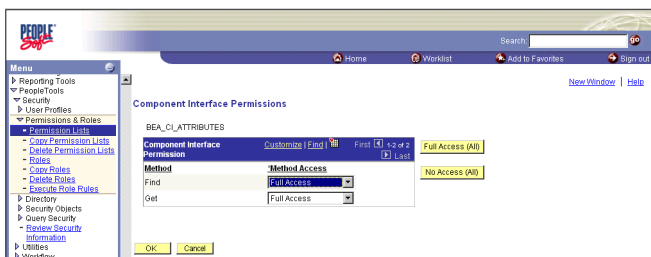 PEOPLE
Soft
Search:
go
Home
Worklist
Add to Favorites
Sign out
Menu
New Window | Help
Reporting Tools
PeopleTools
Security
User Profiles
Permissions & Roles
- Permission Lists
- Copy Permission Lists
- Delete Permission Lists
- Roles
- Copy Roles
- Delete Roles
- Execute Role Rules
Directory
Security Objects
Query Security
- Review Security
Information
Utilities
Workflow
Component Interface Permissions
BEA_CI_ATTRIBUTES
Component Interface Permission
Customize | Find |
First 1-2 of 2 Last
Method
*Method Access
Find
Full Access
Get
Full Access
Full Access (All)
No Access (All)
OK
Cancel